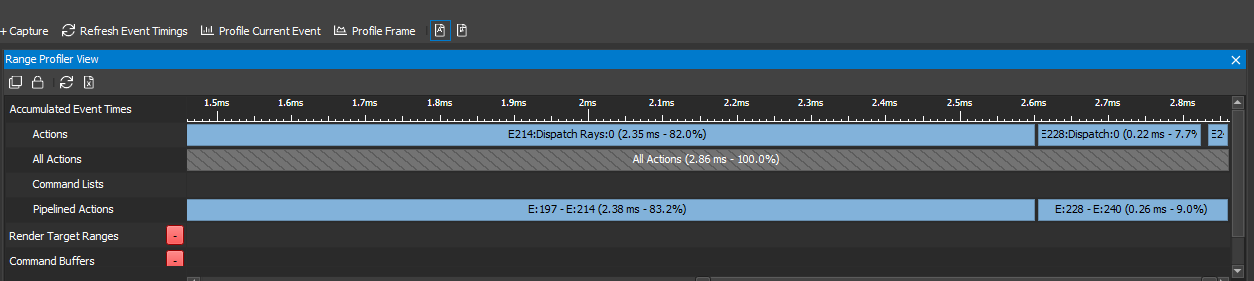 + Capture Refresh Event Timings Profile Current Event Profile Frame
Range Profiler View
Accumulated Event Times 1.5ms 1.6ms 1.7ms 1.8ms 1.9ms 2ms 2.1ms 2.2ms 2.3ms 2.4ms 2.5ms 2.6ms 2.7ms 2.8ms
Actions E214:Dispatch Rays:0 (2.35 ms - 82.0%) E228:Dispatch:0 (0.22 ms - 7.7% E2
All Actions All Actions (2.86 ms - 100.0%)
Command Lists
Pipelined Actions E:197 - E:214 (2.38 ms - 83.2%) E:228 - E:240 (0.26 ms - 9.0%)
Render Target Ranges -
Command Buffers -